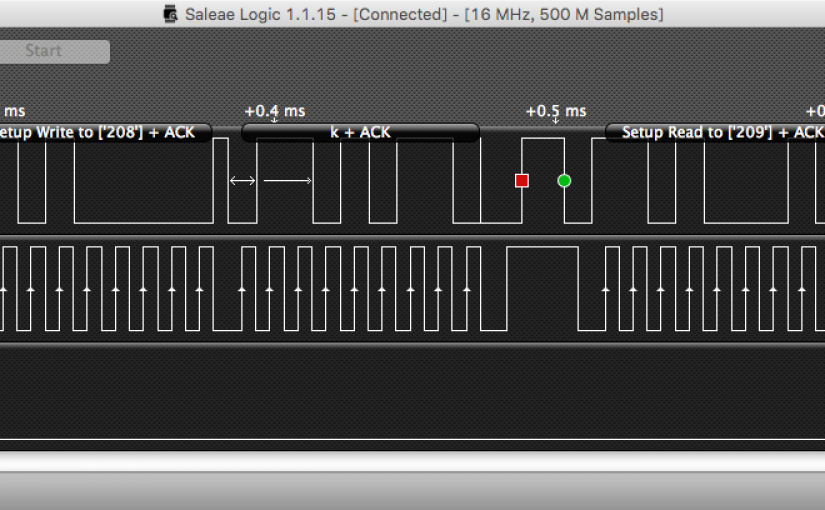 Saleae Logic 1.1.15 - [Connected] - [16 MHz, 500 M Samples]
Start
ms +0.4 ms +0.5 ms +0
etup Write to ['208'] + ACK k + ACK Setup Read to ['209'] + ACK